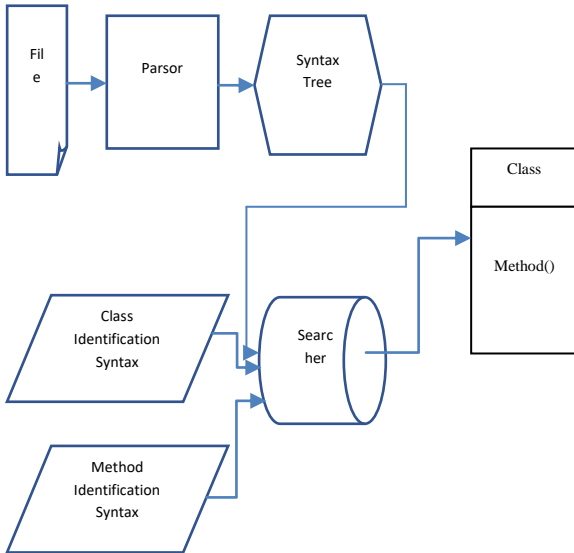 Fil
e
Parsor
Syntax
Tree
Class
Method()
Class
Identification
Syntax
Searc
her
Method
Identification
Syntax